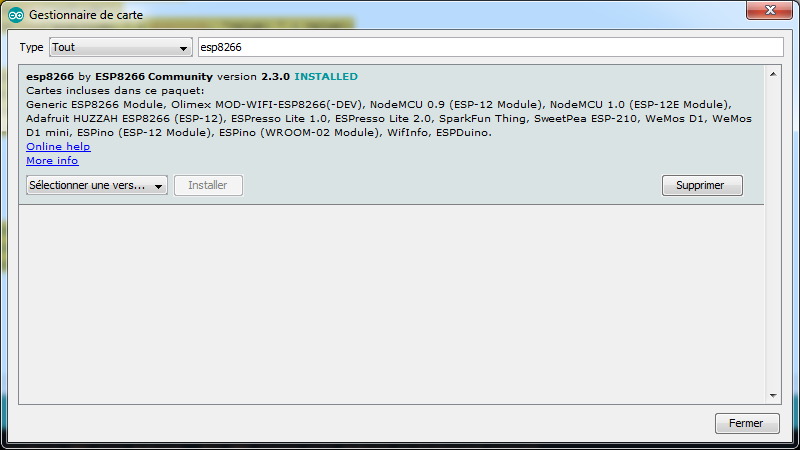 Gestionnaire de carte
Type Tout esp8266
esp8266 by ESP8266 Community version 2.3.0 INSTALLED
Cartes incluses dans ce paquet:
Generic ESP8266 Module, Olimex MOD-WIFI-ESP8266(-DEV), NodeMCU 0.9 (ESP-12 Module), NodeMCU 1.0 (ESP-12E Module),
Adafruit HUZZAH ESP8266 (ESP-12), ESPresso Lite 1.0, ESPresso Lite 2.0, SparkFun Thing, SweetPea ESP-210, WeMos D1, WeMos
D1 mini, ESPino (ESP-12 Module), ESPino (WROOM-02 Module), WifInfo, ESPDuino.
Online help
More info
Sélectionner une vers... Installer Supprimer
Fermer